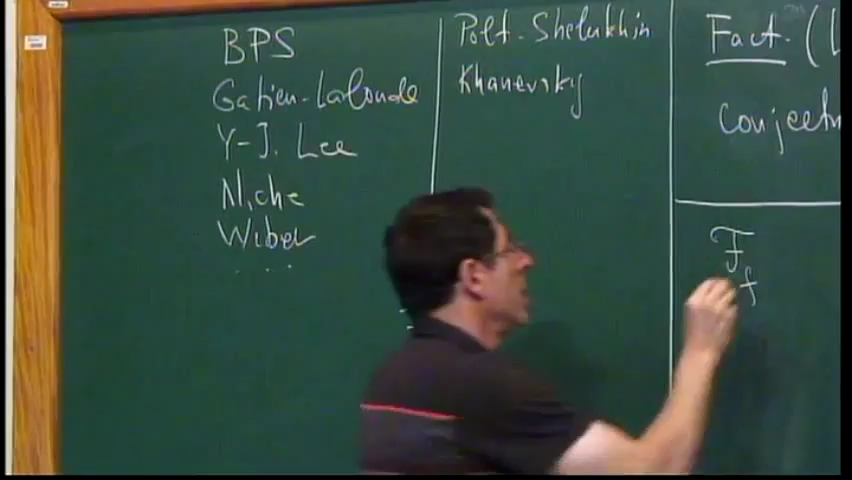 BPS
Gatien-Lalonde
Y-J. Lee
Niche
Weber
...
Polt-Shelukhin
Khanevsky
Fact. (
Conjectu
F
f